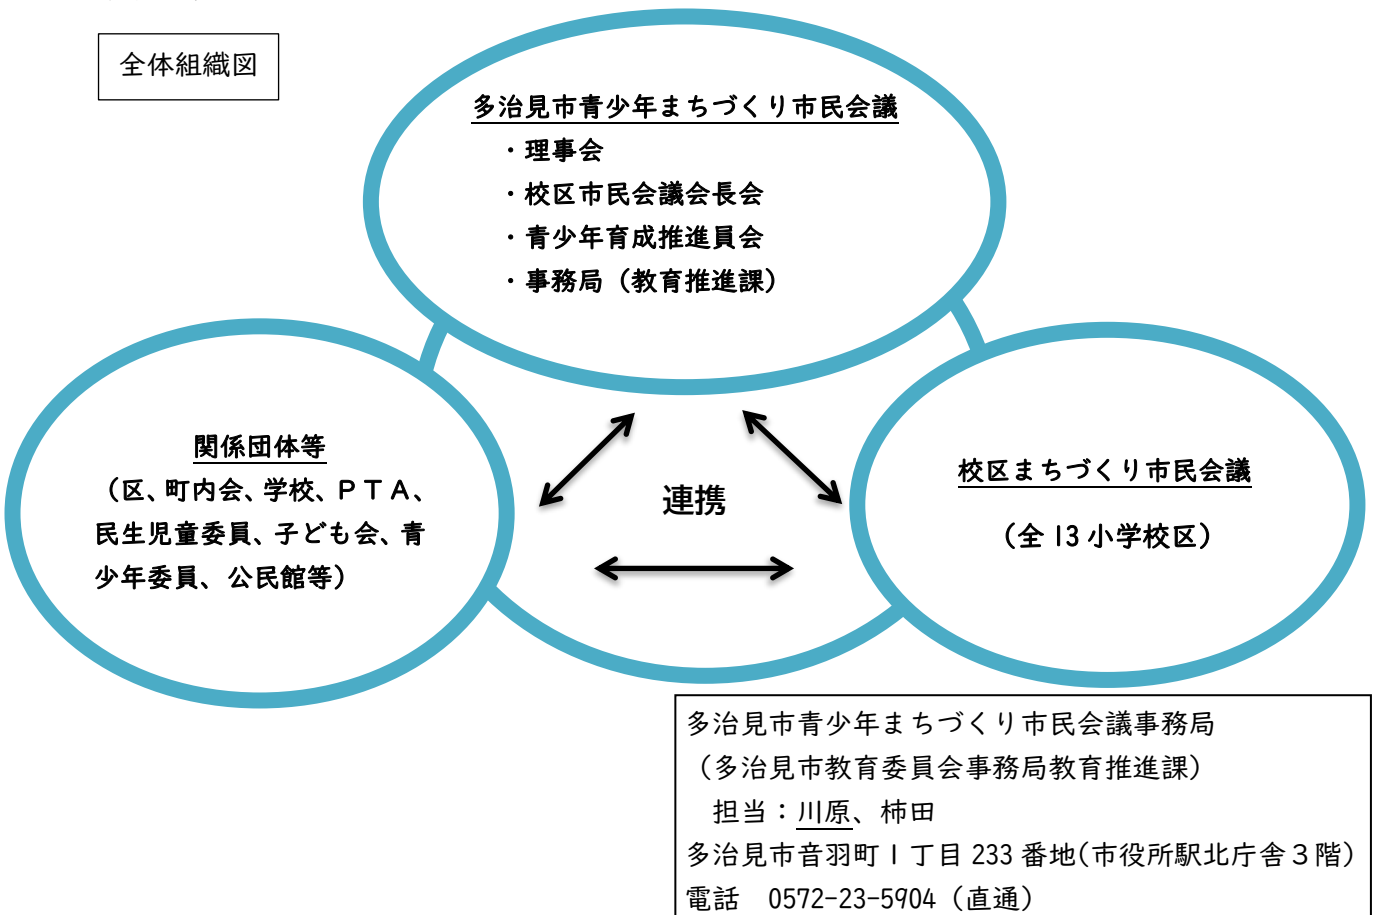 全体組織図
多治見市青少年まちづくり市民会議
・理事会
・校区市民会議会長会
・青少年育成推進員会
・事務局（教育推進課）
関係団体等
（区、町内会、学校、ＰＴＡ、
民生児童委員、子ども会、青
少年委員、公民館等）
連携
校区まちづくり市民会議
（全13小学校区）
多治見市青少年まちづくり市民会議事務局
（多治見市教育委員会事務局教育推進課）
担当：川原、柿田
多治見市音羽町1丁目233番地(市役所駅北庁舎３階)
電話　0572-23-5904（直通）